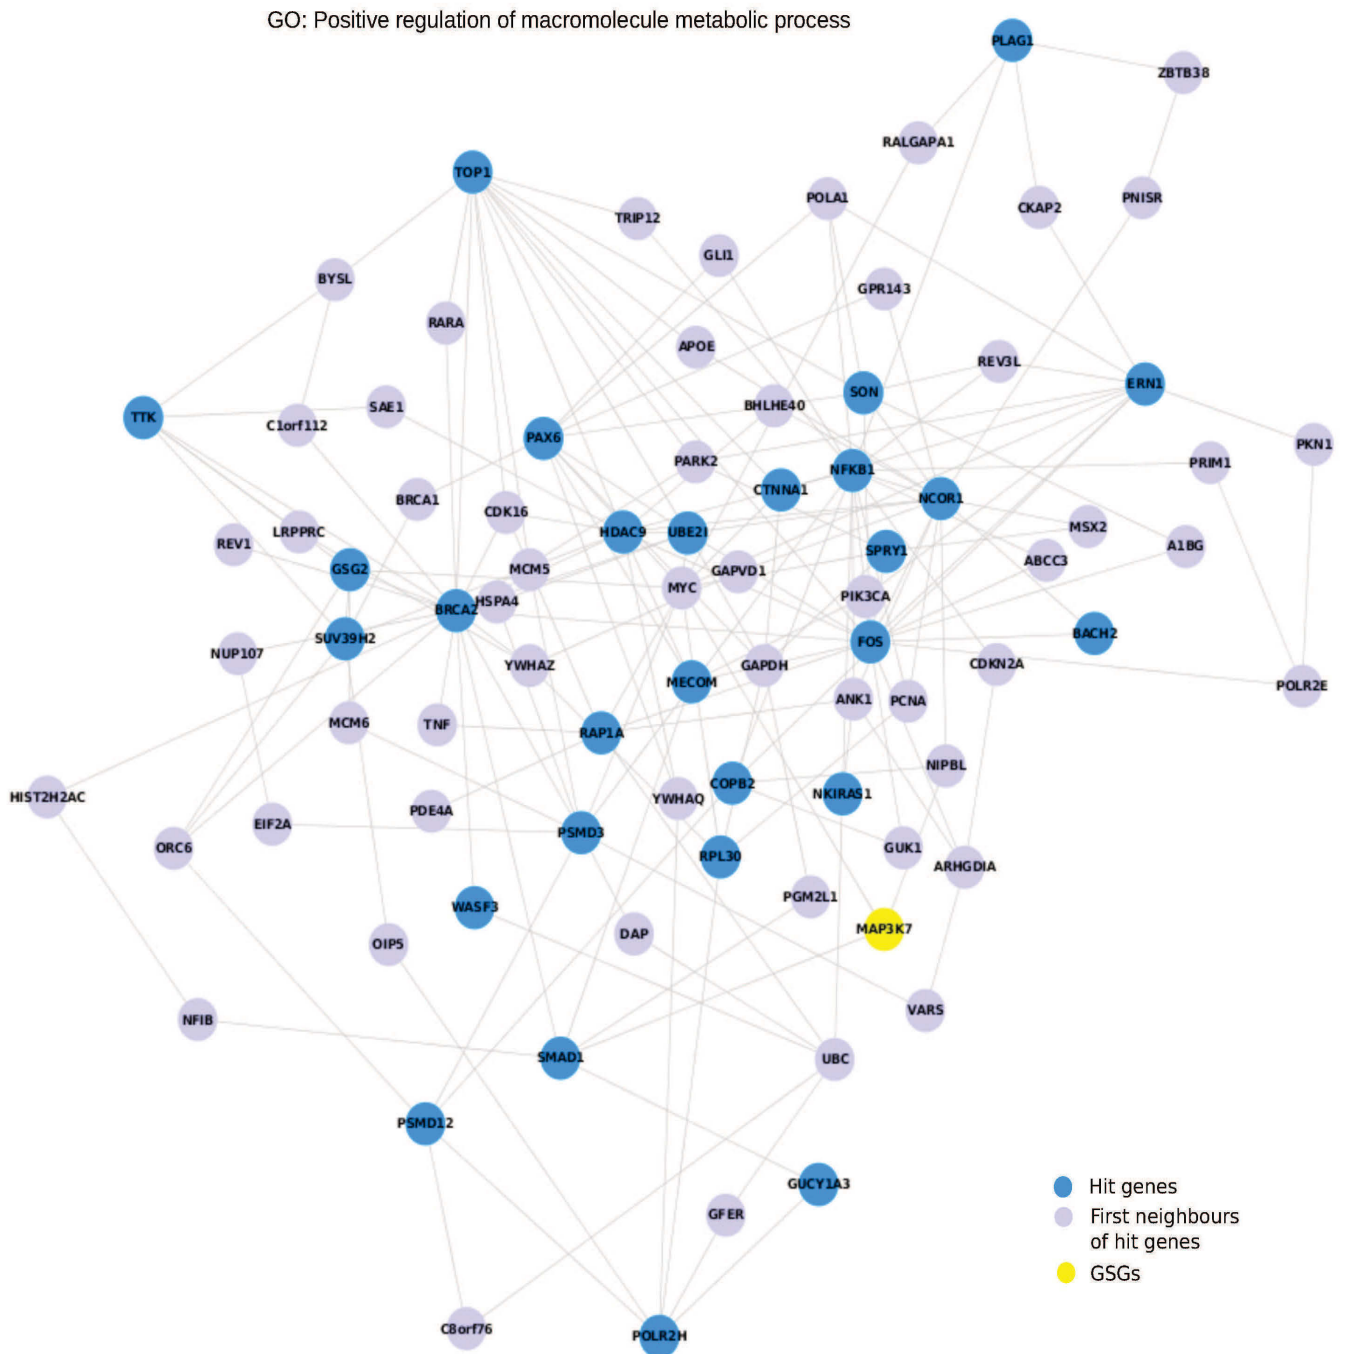 GO: Positive regulation of macromolecule metabolic process
PLAG1
ZBTB38
RALGAPA1
TOP1
POLA1
PNISR
CKAP2
TRIP12
GLI1
BYSL
GPR143
RARA
APOE
REV3L
ERN1
SON
SAE1
BHLHE40
TTK
C1orf112
PAX6
PKN1
PARK2
PRIM1
NFKB1
CTNNA1
BRCA1
NCOR1
CDK16
MSX2
LRPPRC
HDAC9
UBE2I
REV1
A1BG
SPRY1
ABCC3
GSG2
MCM5
GAPVD1
MYC
PIK3CA
HSPA4
BRCA2
BACH2
SUV39H2
FOS
NUP107
YWHAZ
GAPDH
CDKN2A
MECOM
POLR2E
ANK1
PCNA
MCM6
TNF
RAP1A
NIPBL
COPB2
NKIRAS1
HIST2H2AC
YWHAQ
PDE4A
EIF2A
PSMD3
ORC6
GUK1
RPL30
ARHGDIA
PGM2L1
WASF3
MAP3K7
DAP
OIP5
VARS
NFIB
SMAD1
UBC
PSMD12
GUCY1A3
Hit genes
GFER
First neighbours
of hit genes
GSGs
C8orf76
POLR2H